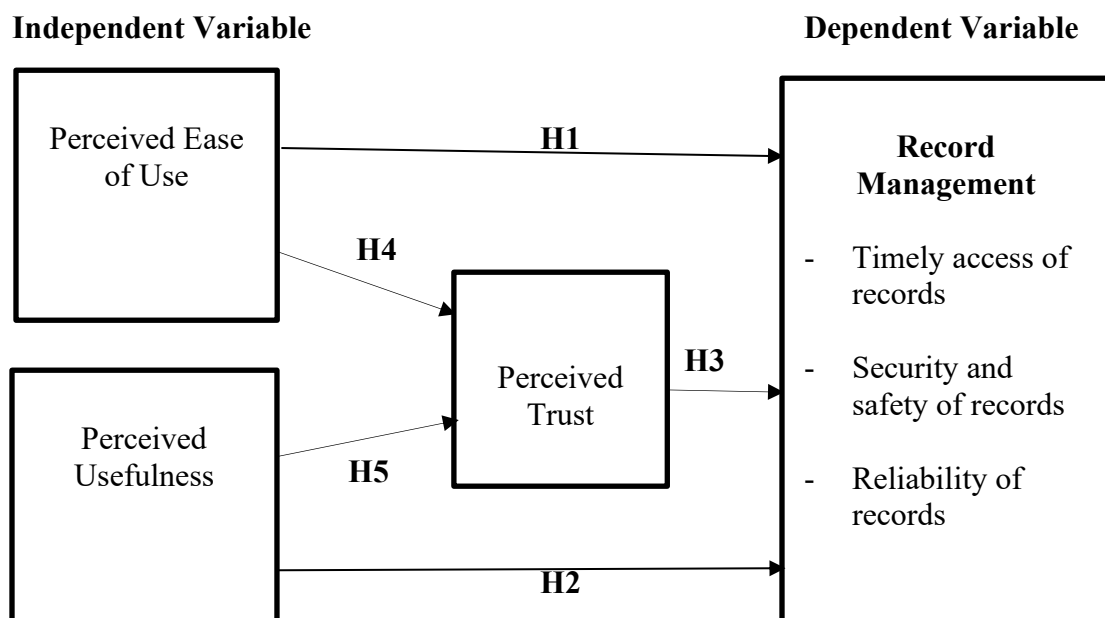 Independent Variable
Dependent Variable
Perceived Ease
of Use
H1
Record
Management
H4
- Timely access of
records
Perceived
Trust
H3
- Security and
safety of records
Perceived
Usefulness
H5
- Reliability of
records
H2